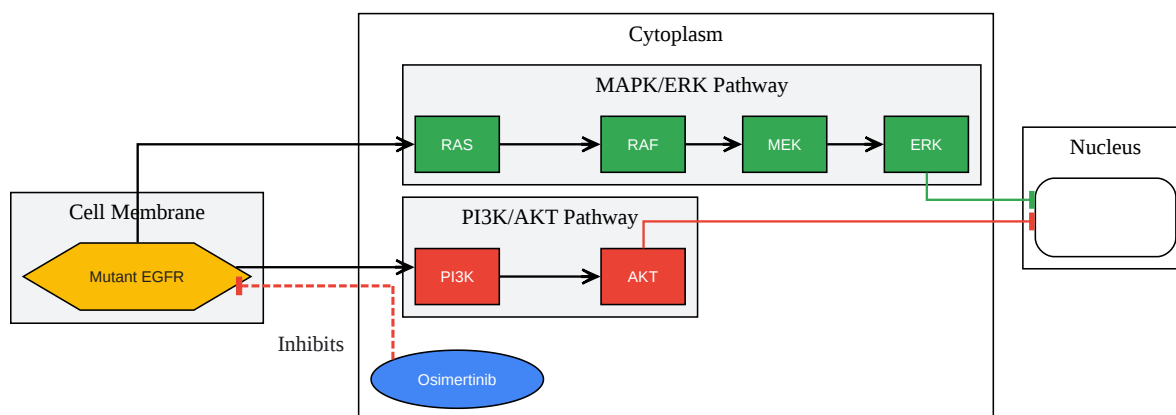 Cytoplasm
MAPK/ERK Pathway
RAS
RAF
MEK
ERK
Nucleus
Cell Membrane
PI3K/AKT Pathway
Mutant EGFR
PI3K
AKT
Inhibits
Osimertinib